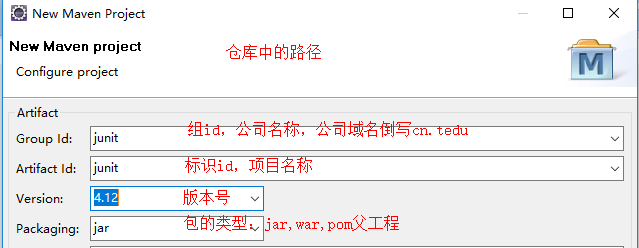 New Maven Project
New Maven project
仓库中的路径
Configure project
M
Artifact
Group Id: junit 组id，公司名称，公司域名倒写cn.tedu
Artifact Id: junit 标识id，项目名称
Version: 4.12 版本号
Packaging: jar 包的类型：jar,war,pom父工程